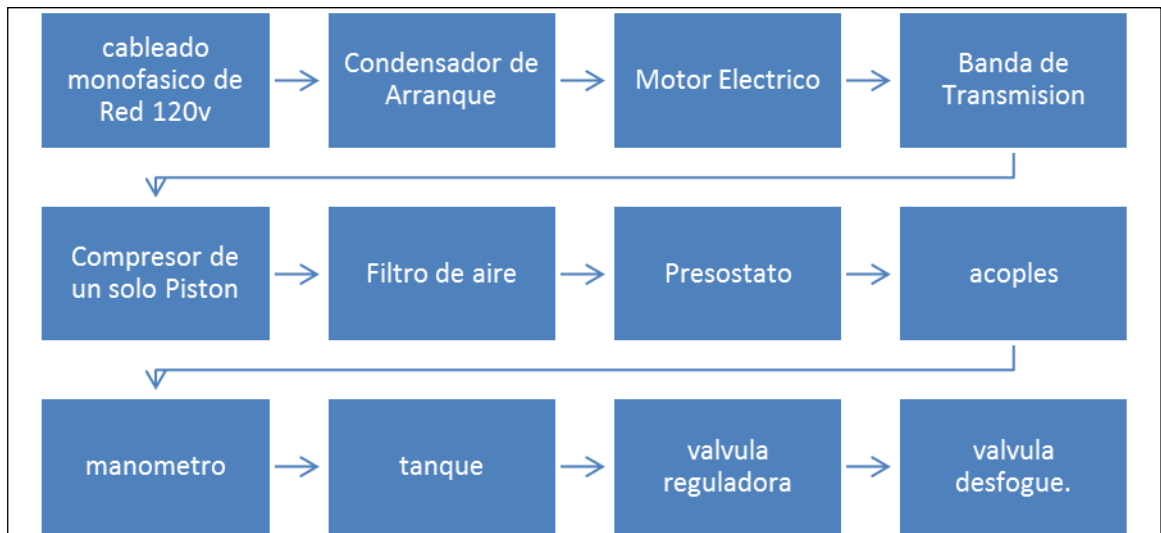 cableado
monofasico de
Red 120v
Condensador de
Arranque
Motor Electrico
Banda de
Transmision
Compresor de
un solo Piston
Filtro de aire
Presostato
acoples
manometro
tanque
valvula
reguladora
valvula
desfogue.